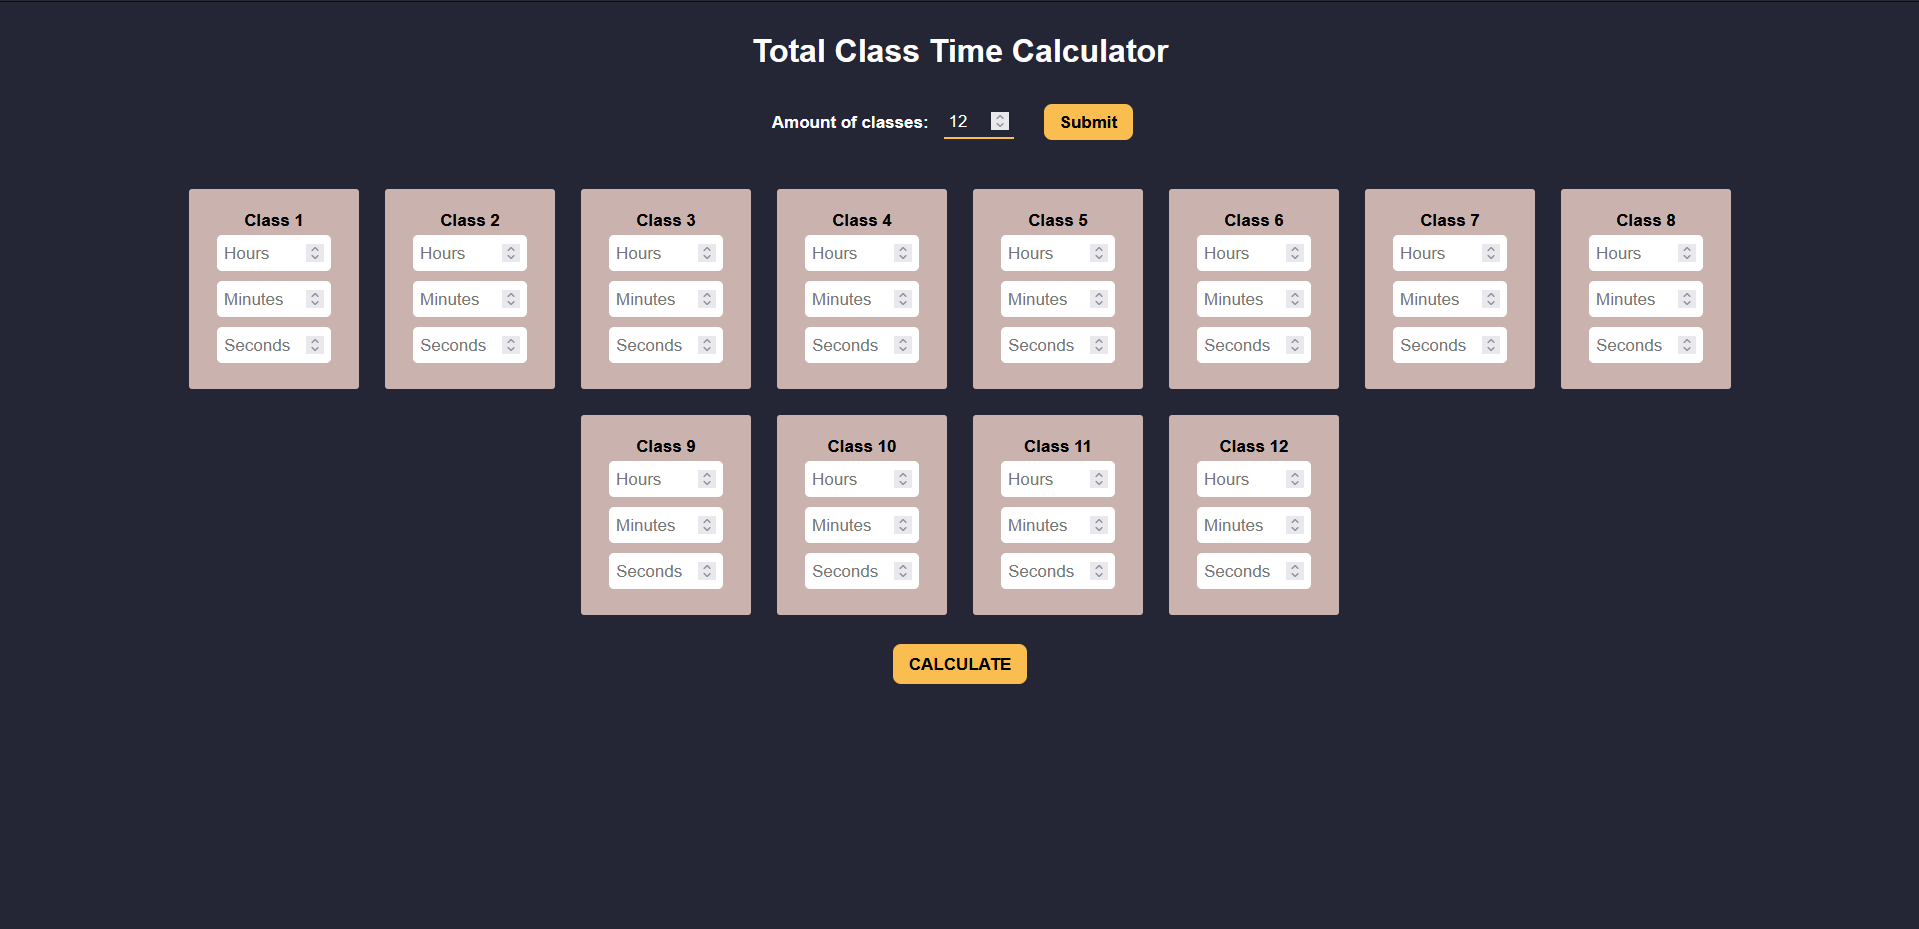 Total Class Time Calculator
Amount of classes: 12 Submit
Class 1 Class 2 Class 3 Class 4 Class 5 Class 6 Class 7 Class 8
Hours Hours Hours Hours Hours Hours Hours Hours
Minutes Minutes Minutes Minutes Minutes Minutes Minutes Minutes
Seconds Seconds Seconds Seconds Seconds Seconds Seconds Seconds
Class 9 Class 10 Class 11 Class 12
Hours Hours Hours Hours
Minutes Minutes Minutes Minutes
Seconds Seconds Seconds Seconds
CALCULATE